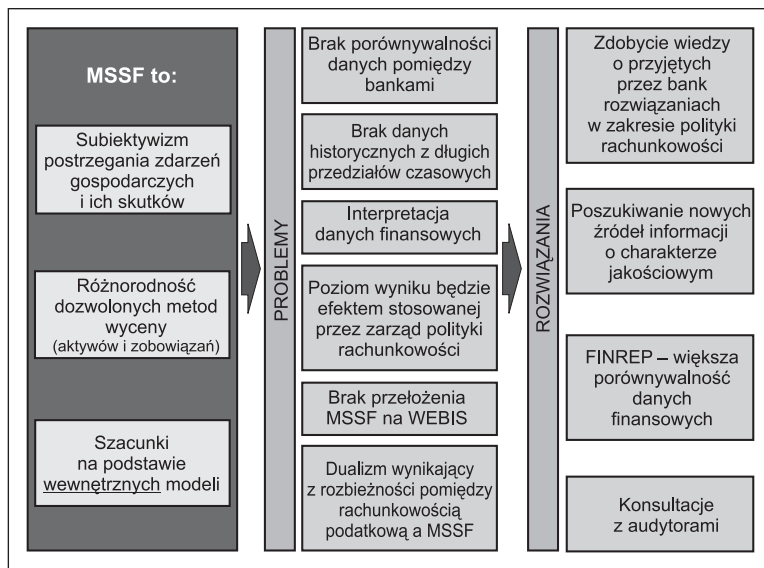 MSSF to:
Subiektywizm
postrzegania zdarzeń
gospodarczych
i ich skutków
Różnorodność
dozwolonych metod
wyceny
(aktywów i zobowiązań)
Szacunki
na podstawie
wewnętrznych modeli
PROBLEMY
Brak porównywalności
danych pomiędzy
bankami
Brak danych
historycznych z długich
przedziałów czasowych
Interpretacja
danych finansowych
Poziom wyniku będzie
efektem stosowanej
przez zarząd polityki
rachunkowości
Brak przełożenia
MSSF na WEBIS
Dualizm wynikający
z rozbieżności pomiędzy
rachunkowością
podatkową a MSSF
ROZWIĄZANIA
Zdobycie wiedzy
o przyjętych
przez bank
rozwiązaniach
w zakresie polityki
rachunkowości
Poszukiwanie nowych
źródeł informacji
o charakterze
jakościowym
FINREP – większa
porównywalność
danych
finansowych
Konsultacje
z audytorami